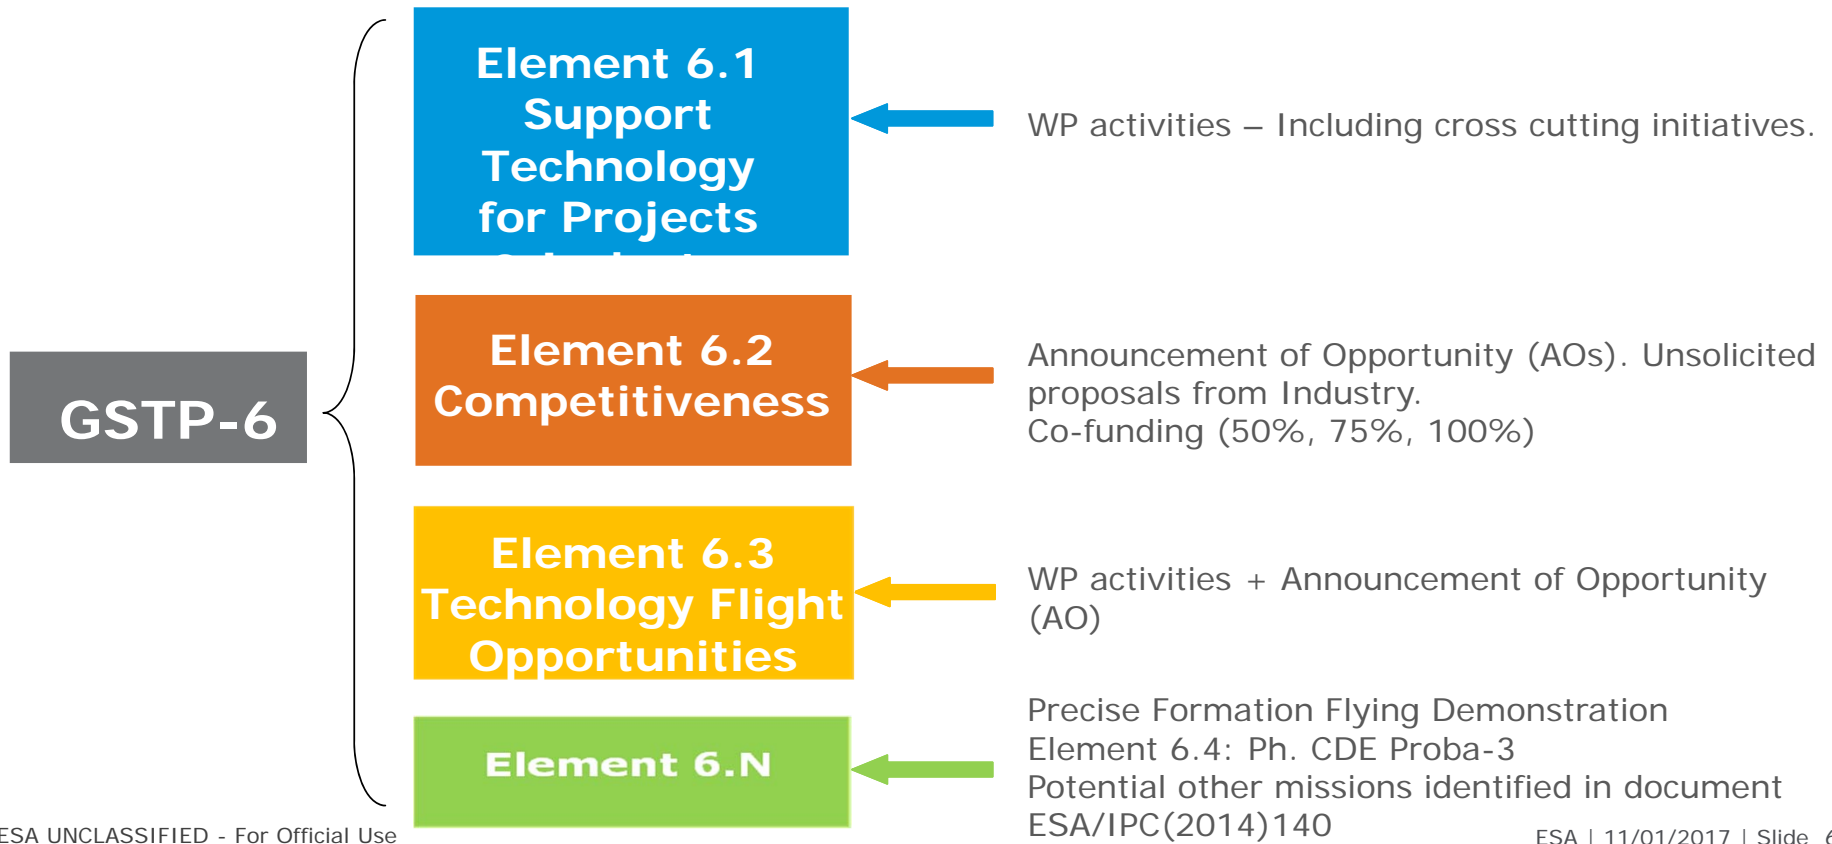 Element 6.1
Support
Technology
for Projects
WP activities – Including cross cutting initiatives.
GSTP-6
Element 6.2
Competitiveness
Announcement of Opportunity (AOs). Unsolicited
proposals from Industry.
Co-funding (50%, 75%, 100%)
Element 6.3
Technology Flight
Opportunities
WP activities + Announcement of Opportunity
(AO)
Element 6.N
Precise Formation Flying Demonstration
Element 6.4: Ph. CDE Proba-3
Potential other missions identified in document
ESA/IPC(2014)140
ESA UNCLASSIFIED - For Official Use
ESA | 11/01/2017 | Slide 6